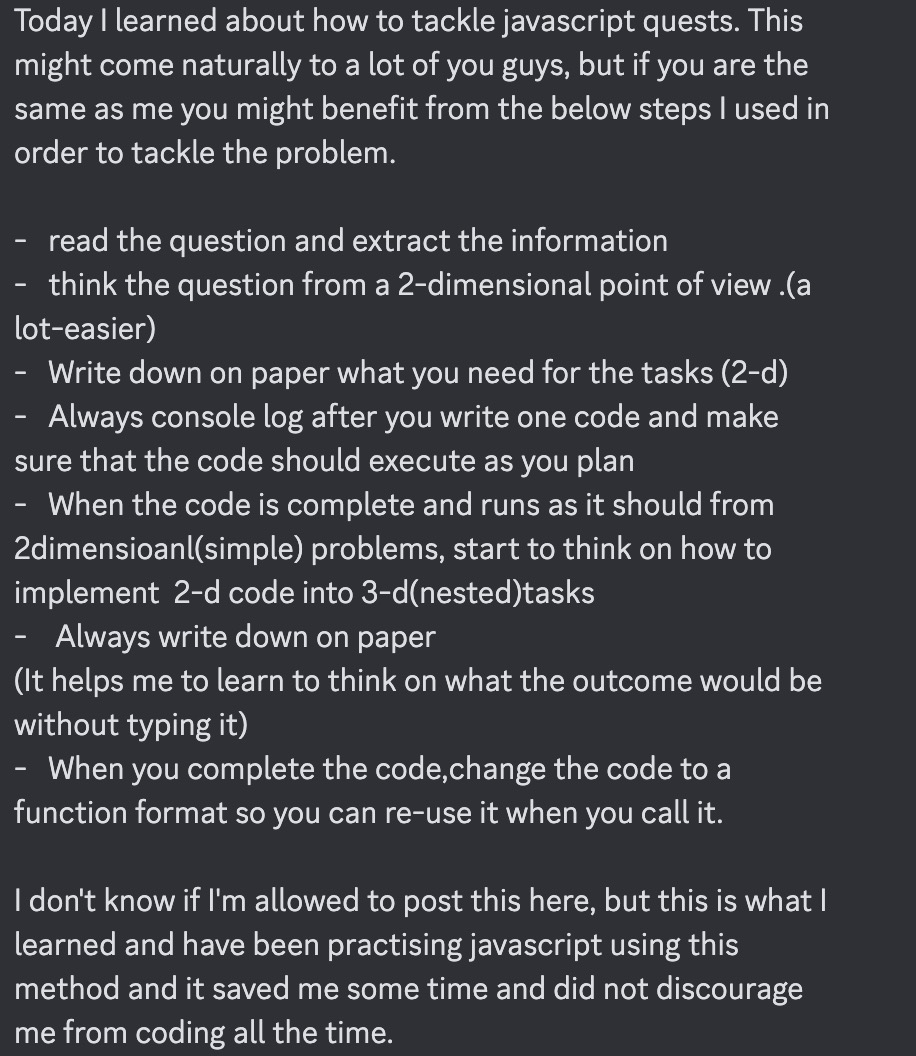 Today I learned about how to tackle javascript quests. This
might come naturally to a lot of you guys, but if you are the
same as me you might benefit from the below steps I used in
order to tackle the problem.
- read the question and extract the information
- think the question from a 2-dimensional point of view .(a
lot-easier)
- Write down on paper what you need for the tasks (2-d)
- Always console log after you write one code and make
sure that the code should execute as you plan
- When the code is complete and runs as it should from
2dimensioanl(simple) problems, start to think on how to
implement  2-d code into 3-d(nested)tasks
-  Always write down on paper
(It helps me to learn to think on what the outcome would be
without typing it)
- When you complete the code,change the code to a
function format so you can re-use it when you call it.
I don't know if I'm allowed to post this here, but this is what I
learned and have been practising javascript using this
method and it saved me some time and did not discourage
me from coding all the time.